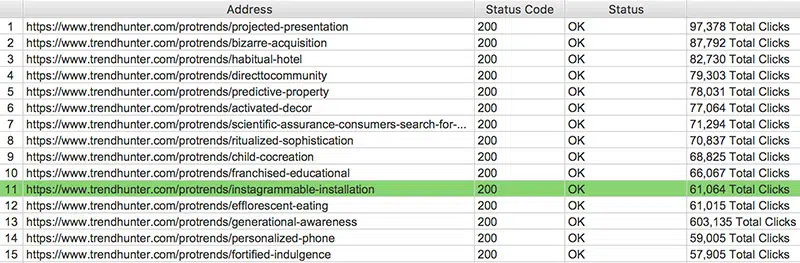 Address Status Code Status
1 https://www.trendhunter.com/protrends/projected-presentation 200 OK 97,378 Total Clicks
2 https://www.trendhunter.com/protrends/bizarre-acquisition 200 OK 87,792 Total Clicks
3 https://www.trendhunter.com/protrends/habitual-hotel 200 OK 82,730 Total Clicks
4 https://www.trendhunter.com/protrends/directtocommunity 200 OK 79,303 Total Clicks
5 https://www.trendhunter.com/protrends/predictive-property 200 OK 78,031 Total Clicks
6 https://www.trendhunter.com/protrends/activated-decor 200 OK 77,064 Total Clicks
7 https://www.trendhunter.com/protrends/scientific-assurance-consumers-search-for-... 200 OK 71,294 Total Clicks
8 https://www.trendhunter.com/protrends/ritualized-sophistication 200 OK 70,837 Total Clicks
9 https://www.trendhunter.com/protrends/child-cocreation 200 OK 68,825 Total Clicks
10 https://www.trendhunter.com/protrends/franchised-educational 200 OK 66,067 Total Clicks
11 https://www.trendhunter.com/protrends/instagrammable-installation 200 OK 61,064 Total Clicks
12 https://www.trendhunter.com/protrends/efflorescent-eating 200 OK 61,015 Total Clicks
13 https://www.trendhunter.com/protrends/generational-awareness 200 OK 603,135 Total Clicks
14 https://www.trendhunter.com/protrends/personalized-phone 200 OK 59,005 Total Clicks
15 https://www.trendhunter.com/protrends/fortified-indulgence 200 OK 57,905 Total Clicks